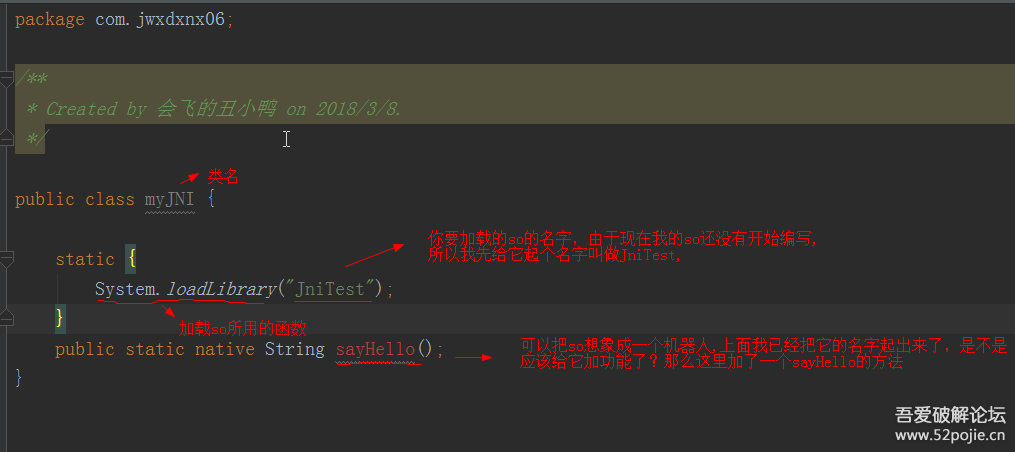 package com.jwxdxnx06;
/**
* Created by 会飞的丑小鸭 on 2018/3/8.
*/
类名
public class myJNI {
你要加载的so的名字, 由于现在我的so还没有开始编写,
所以我先给它起个名字叫做JniTest,
static {
System.loadLibrary("JniTest");
}
加载so所用的函数
public static native String sayHello();
可以把so想象成一个机器人,上面我已经把它的名字起出来了，是不是
应该给它加功能了？那么这里加了一个sayHello的方法
}
吾爱破解论坛
www.52pojie.cn